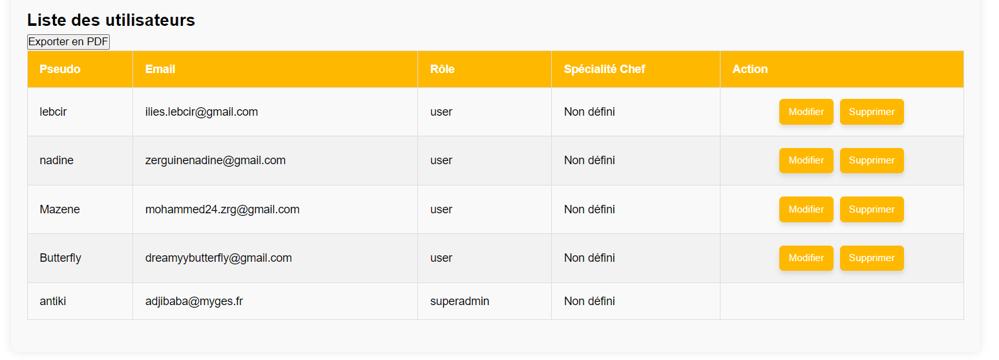 Liste des utilisateurs
Exporter en PDF
Pseudo Email Rôle Spécialité Chef Action
lebcir ilies.lebcir@gmail.com user Non défini Modifier Supprimer
nadine zerguinenadine@gmail.com user Non défini Modifier Supprimer
Mazene mohammed24.zrg@gmail.com user Non défini Modifier Supprimer
Butterfly dreamyybutterfly@gmail.com user Non défini Modifier Supprimer
antiki adjibaba@myges.fr superadmin Non défini